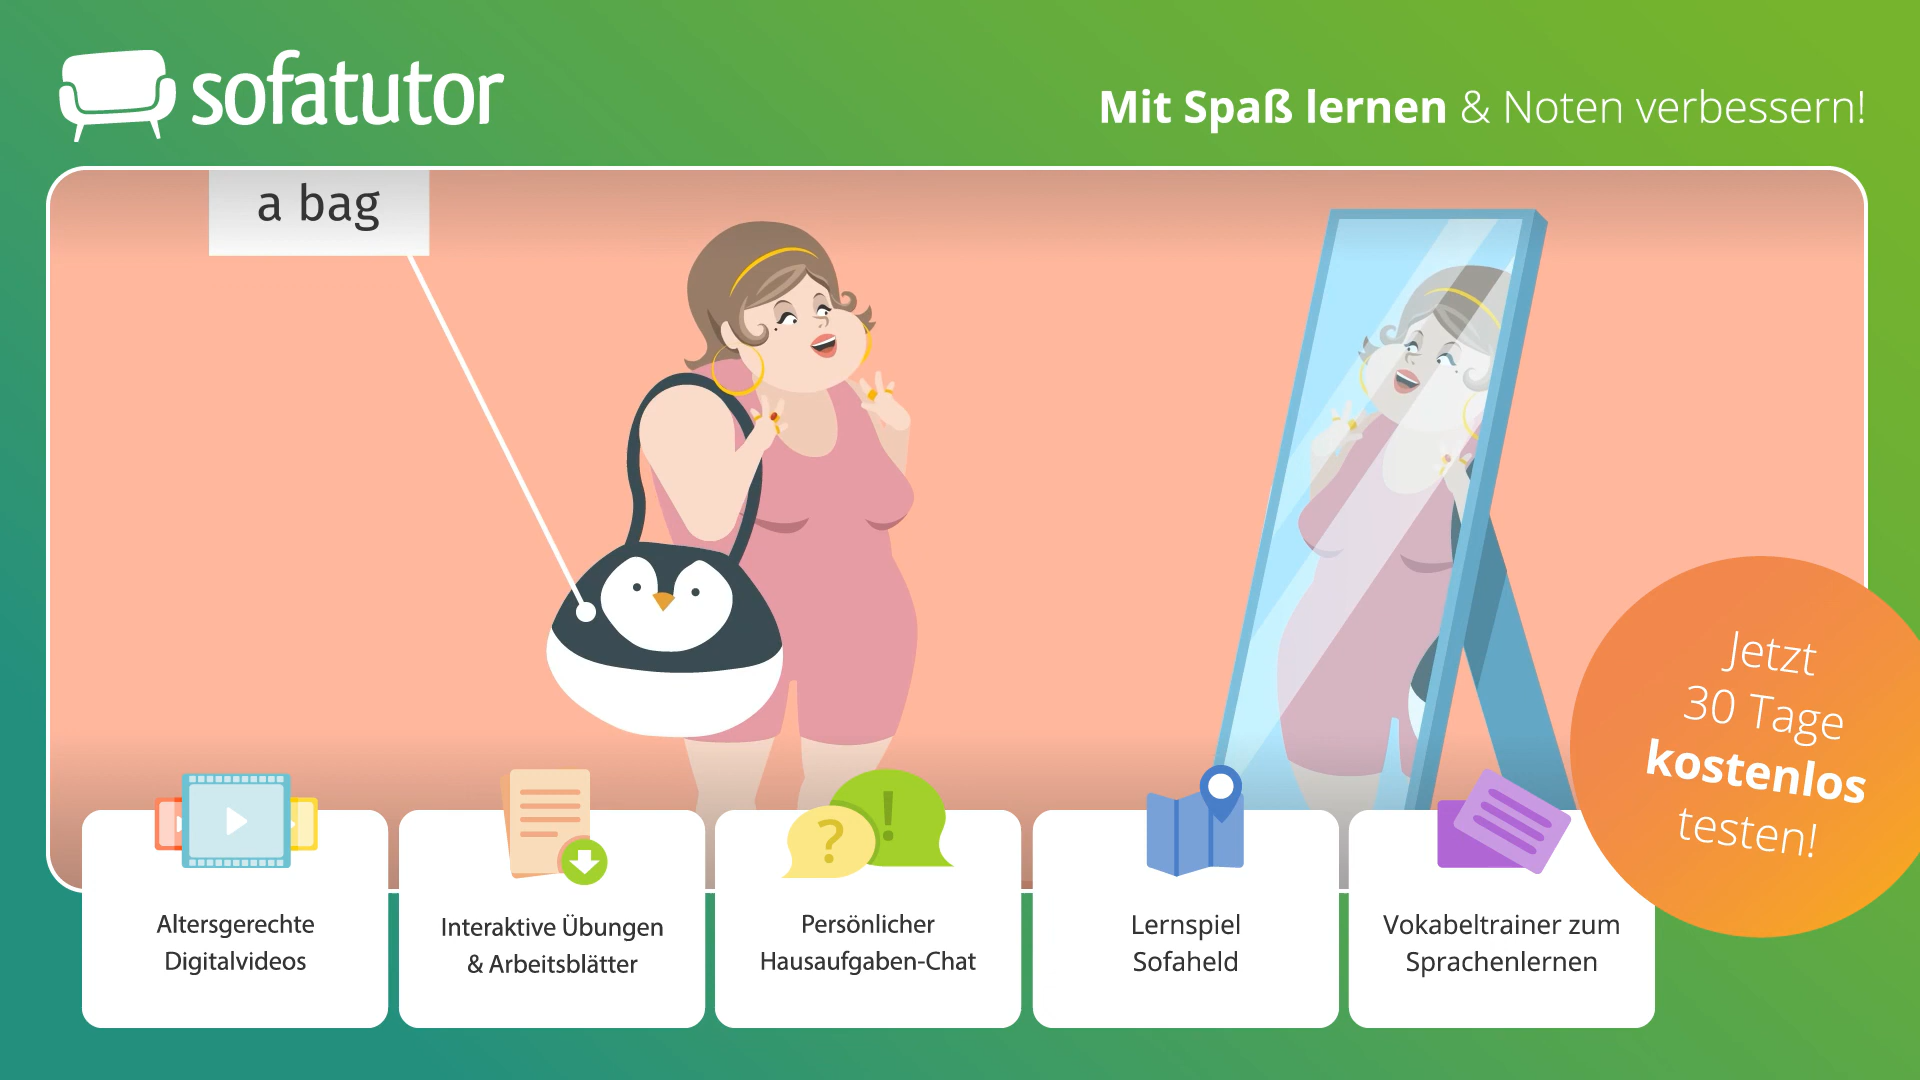 sofatutor
Mit Spaß lernen & Noten verbessern!
a bag
Jetzt
30 Tage
kostenlos
testen!
Altersgerechte
Digitalvideos
Interaktive Übungen
& Arbeitsblätter
Persönlicher
Hausaufgaben-Chat
Lernspiel
Sofaheld
Vokabeltrainer zum
Sprachenlernen